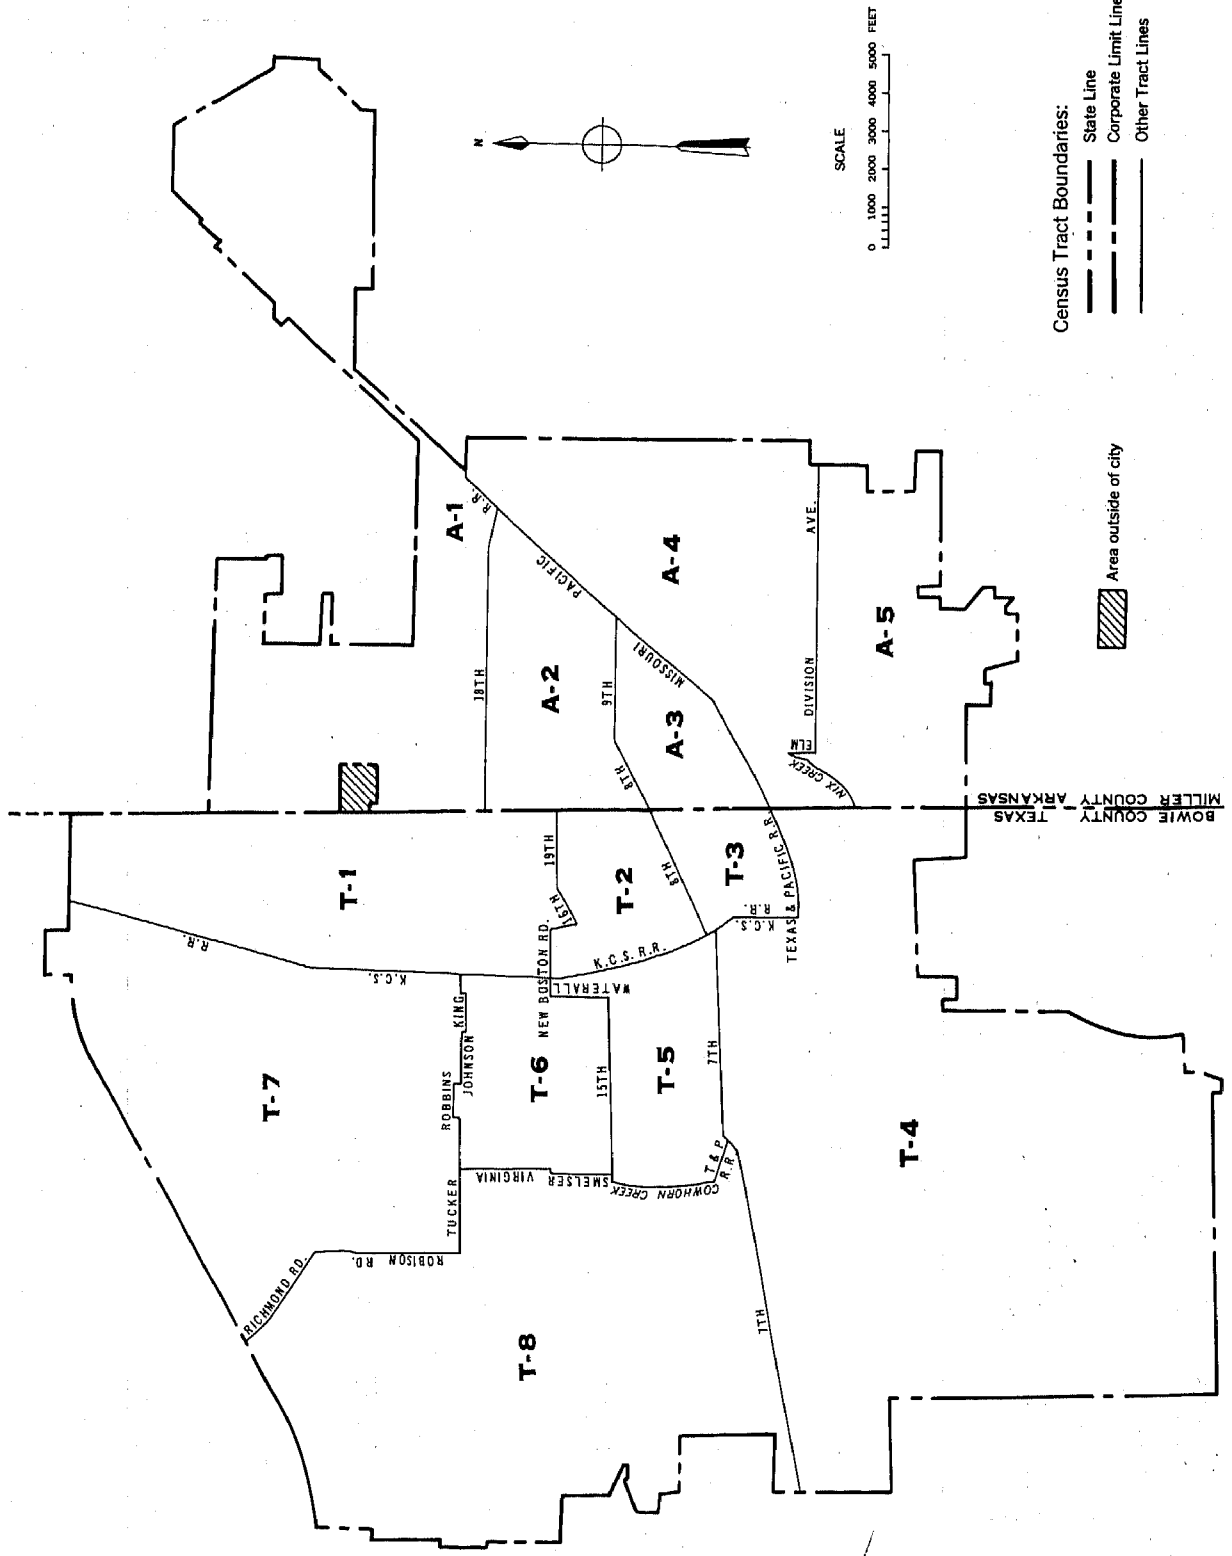 N
SCALE
0 1000 2000 3000 4000 5000 FEET
Census Tract Boundaries:
State Line
Corporate Limit Line
Other Tract Lines
Area outside of city
A-1
A-2
A-3
A-4
A-5
T-1
T-2
T-3
T-4
T-5
T-6
T-7
T-8
R.R.
PACIFIC
MISSOURI
18TH
9TH
8TH
DIVISION
AVE.
ELM
NIX CREEK
MILLER COUNTY ARKANSAS
BOWIE COUNTY TEXAS
19TH
16TH
8TH
NEW BOSTON RD.
K.C.S. R.R.
K.C.S.
R.R.
TEXAS & PACIFIC R.R.
R.R.
K.C.S.
KING
JOHNSON
ROBBINS
TUCKER
ROBISON RD.
RICHMOND RD.
VIRGINIA
SMELSER
COWHORN CREEK
WATERALL
15TH
7TH
T & P
R.R.
7TH